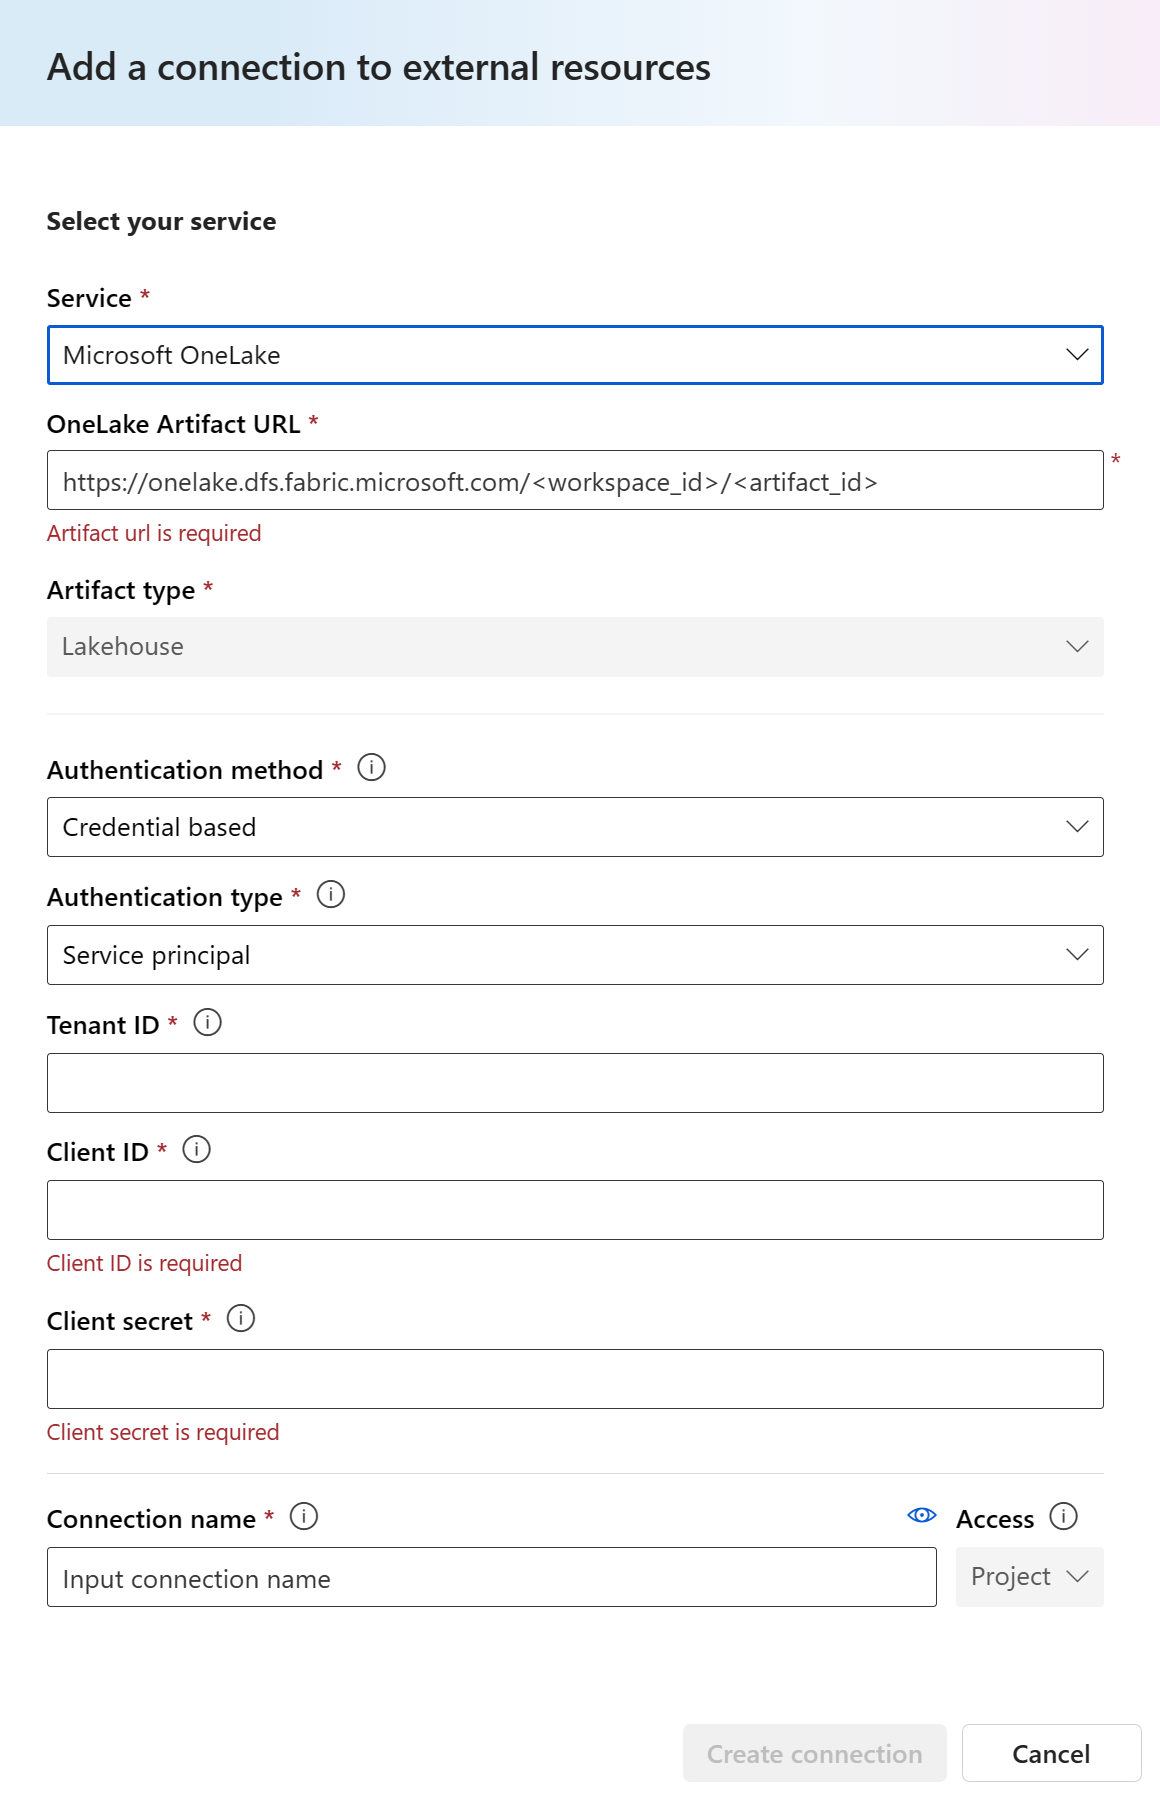 Add a connection to external resources
Select your service
Service *
Microsoft OneLake
OneLake Artifact URL *
https://onelake.dfs.fabric.microsoft.com/<workspace_id>/<artifact_id> *
Artifact url is required
Artifact type *
Lakehouse
Authentication method *
Credential based
Authentication type *
Service principal
Tenant ID *
Client ID *
Client ID is required
Client secret *
Client secret is required
Connection name * Access
Input connection name Project
Create connection Cancel